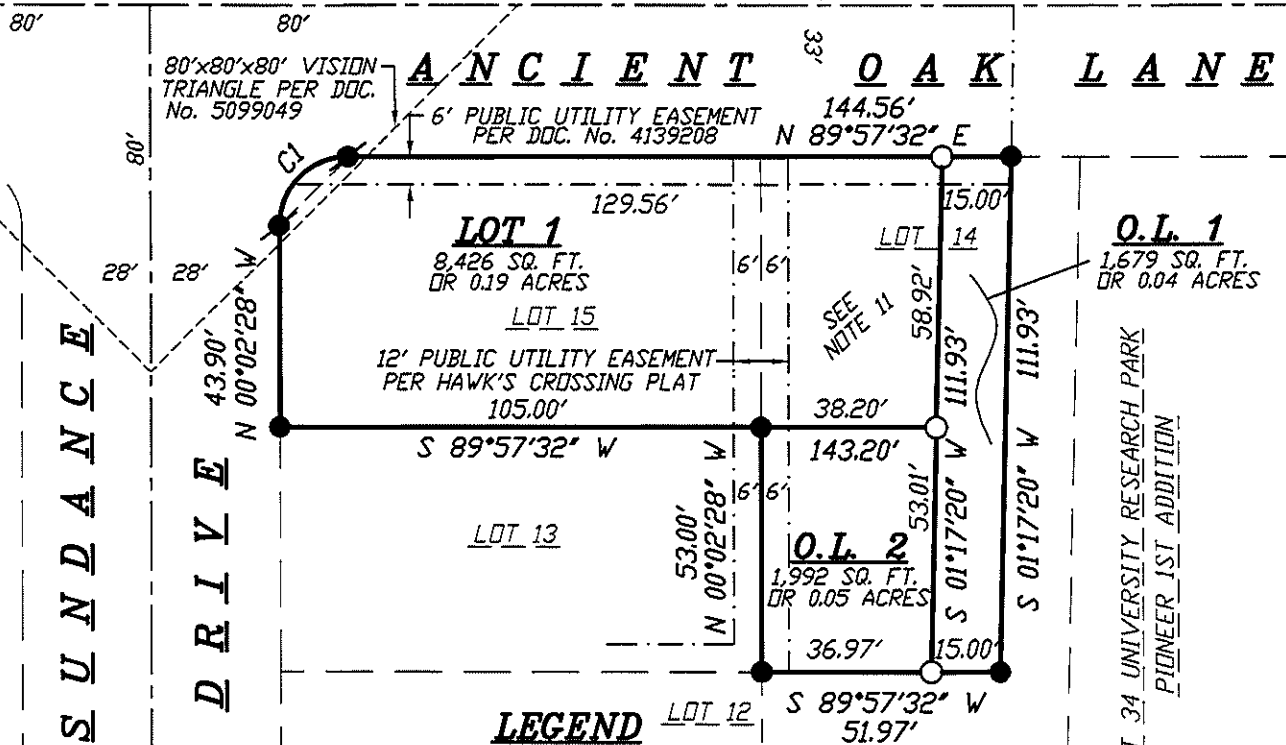 80'
80'
33'
80'x80'x80' VISION
TRIANGLE PER DOC.
No. 5099049
ANCIENT OAK LANE
6' PUBLIC UTILITY EASEMENT
PER DOC. No. 4139208
144.56'
N 89°57'32" E
80'
C1
129.56'
15.00'
LOT 1
8,426 SQ. FT.
OR 0.19 ACRES
LOT 14
O.L. 1
1,679 SQ. FT.
OR 0.04 ACRES
28'
28'
6'
6'
LOT 15
SEE
NOTE 11
58.92'
43.90'
N 00°02'28" W
12' PUBLIC UTILITY EASEMENT
PER HAWK'S CROSSING PLAT
111.93'
111.93'
105.00'
38.20'
S 89°57'32" W
143.20'
SUNDANCE
DRIVE
LOT 13
53.00'
N 00°02'28" W
6'
6'
53.01'
S 01°17'20" W
S 01°17'20" W
O.L. 2
1,992 SQ. FT.
OR 0.05 ACRES
36.97'
15.00'
34 UNIVERSITY RESEARCH PARK
PIONEER 1ST ADDITION
LEGEND
LOT 12
S 89°57'32" W
51.97'